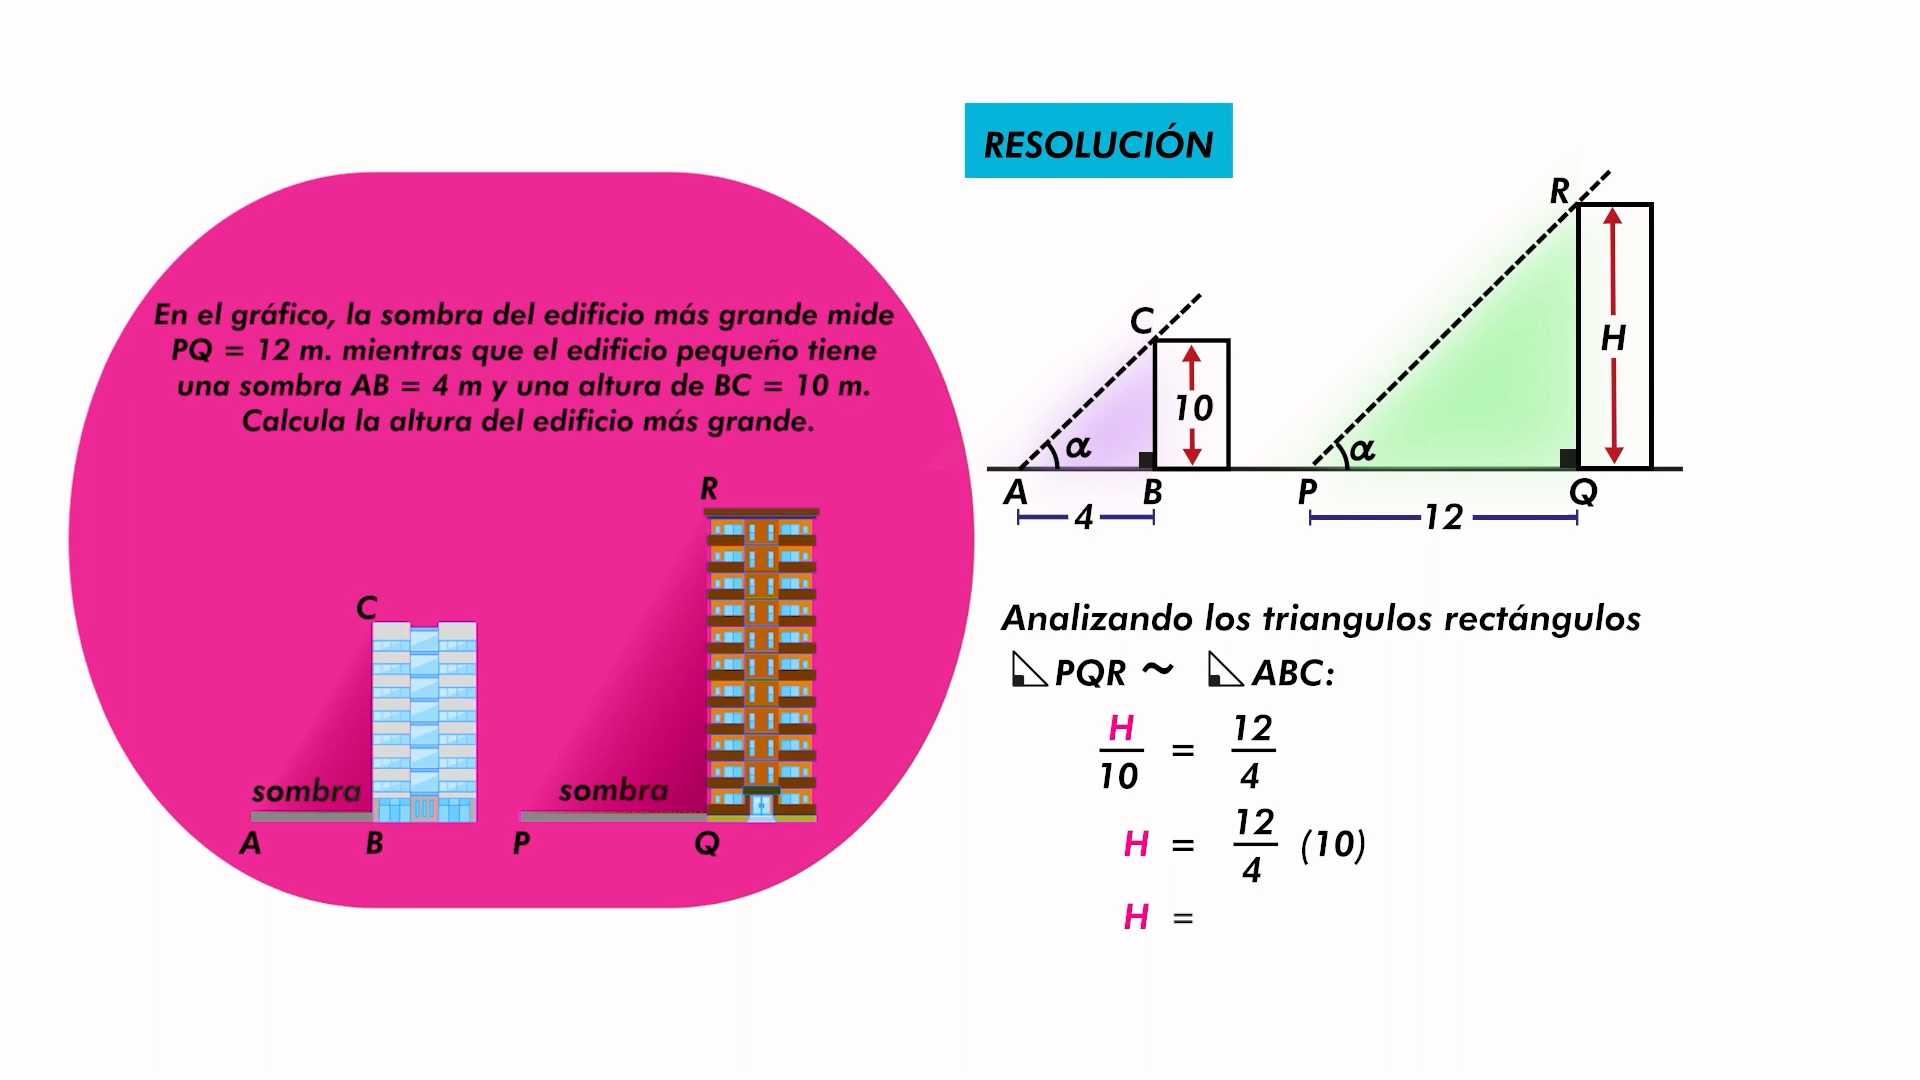 En el gráfico, la sombra del edificio más grande mide
PQ = 12 m. mientras que el edificio pequeño tiene
una sombra AB = 4 m y una altura de BC = 10 m.
Calcula la altura del edificio más grande.
R
C
sombra
sombra
A
B
P
Q
RESOLUCIÓN
R
C
H
10
α
α
A
B
P
Q
4
12
Analizando los triangulos rectángulos
PQR ~ ABC:
H/10 = 12/4
H = 12/4 (10)
H =